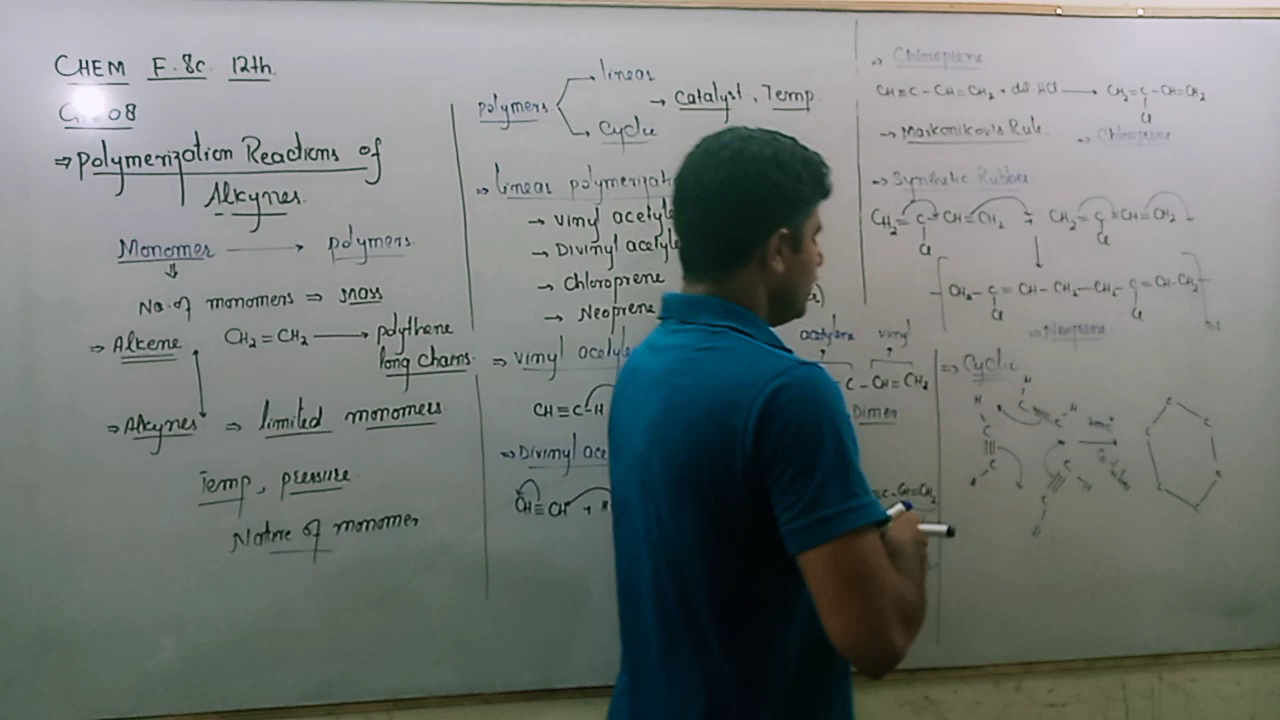 CHEM F.Sc 12th.
08
⇒ Polymerization Reactions of
Alkynes.
Monomer → polymers
⇓
No. of monomers ⇒ mass
⇒ Alkene CH₂=CH₂ → polythene
long chains.
⇒ Alkynes ⇒ limited monomers
Temp, pressure
Nature of monomer
polymers
linear
cyclic
→ Catalyst, Temp
⇒ linear polymerizat
→ vinyl acetyle
→ Divinyl acetyle
→ Chloroprene
→ Neoprene
⇒ vinyl acetyle
acetylene vinyl
CH≡C-H
C-CH=CH₂
Dimer
⇒ Divinyl ace
CH≡CH +
C-CH=CH₂
⇒ Chloroprene
CH≡C-CH=CH₂ + dil. HCl → CH₂=C-CH=CH₂
Cl
→ Markonikov's Rule. ⇒ Chloroprene
⇒ Synthetic Rubber
CH₂=C-CH=CH₂ + CH₂=C-CH=CH₂
Cl Cl
CH₂-C=CH-CH₂-CH₂-C=CH-CH₂
Cl Cl
n
⇒ Neoprene
⇒ Cyclic